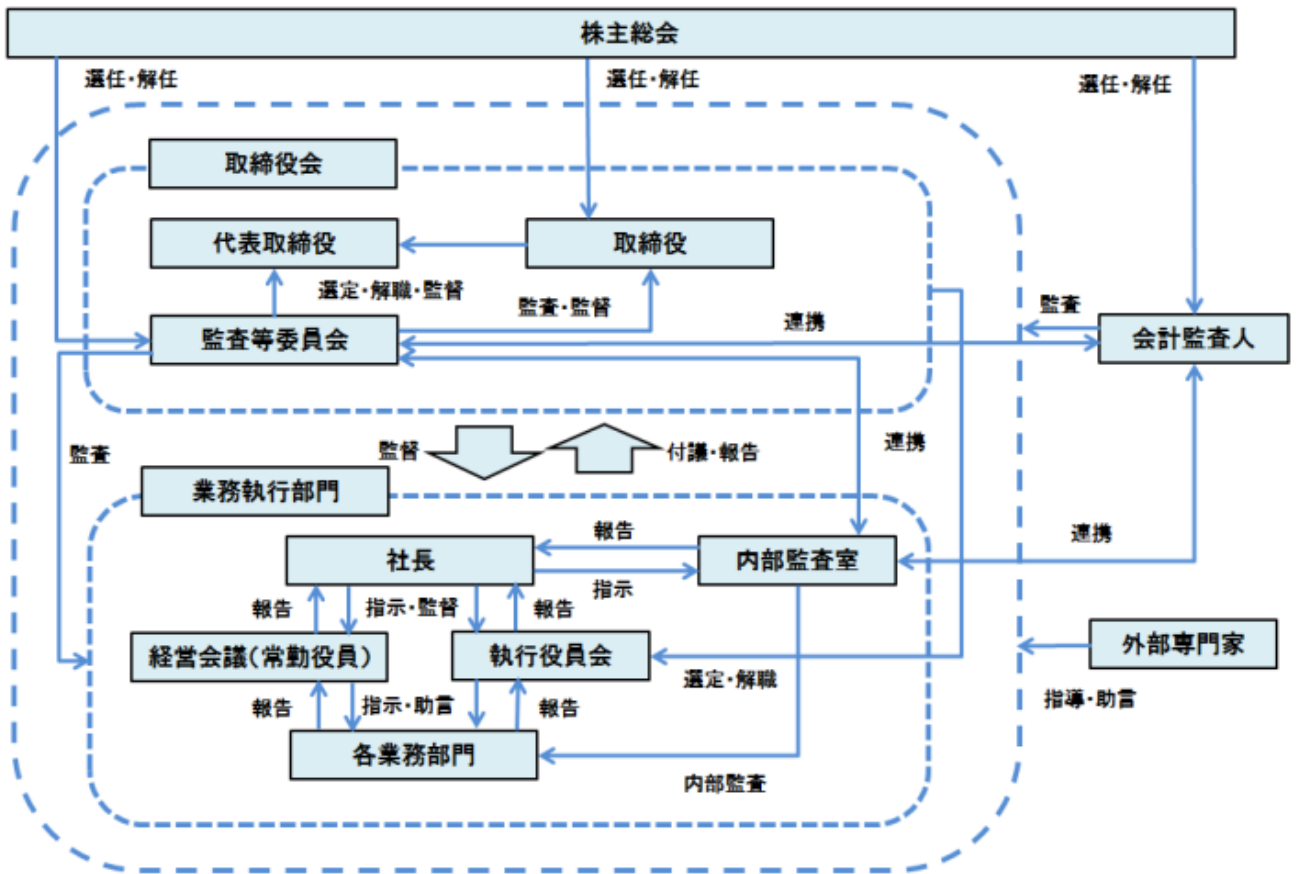 株主総会
選任・解任
選任・解任
選任・解任
取締役会
代表取締役
取締役
選定・解職・監督
監査・監督
監査等委員会
連携
監査
会計監査人
監査
監督
付議・報告
連携
業務執行部門
報告
社長
内部監査室
連携
指示
報告
指示・監督
報告
経営会議(常勤役員)
執行役員会
外部専門家
選定・解職
報告
指示・助言
報告
指導・助言
各業務部門
内部監査